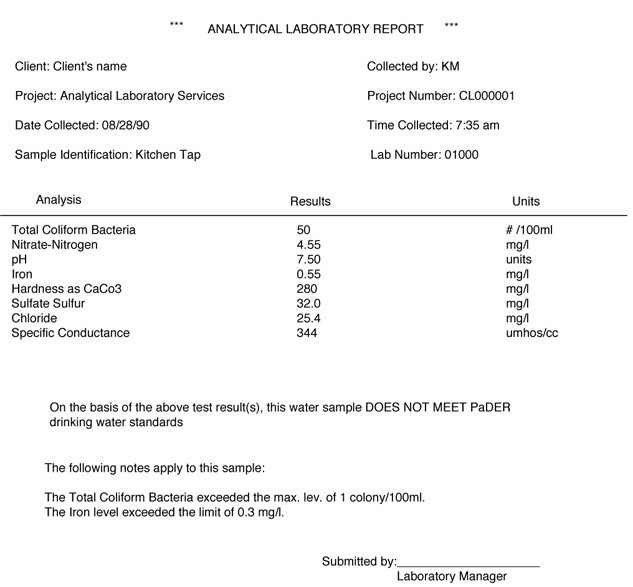 *** ANALYTICAL LABORATORY REPORT ***
Client: Client's name Collected by: KM
Project: Analytical Laboratory Services Project Number: CL000001
Date Collected: 08/28/90 Time Collected: 7:35 am
Sample Identification: Kitchen Tap Lab Number: 01000
Analysis Results Units
Total Coliform Bacteria 50 # /100ml
Nitrate-Nitrogen 4.55 mg/l
pH 7.50 units
Iron 0.55 mg/l
Hardness as CaCo3 280 mg/l
Sulfate Sulfur 32.0 mg/l
Chloride 25.4 mg/l
Specific Conductance 344 umhos/cc
On the basis of the above test result(s), this water sample DOES NOT MEET PaDER
drinking water standards
The following notes apply to this sample:
The Total Coliform Bacteria exceeded the max. lev. of 1 colony/100ml.
The Iron level exceeded the limit of 0.3 mg/l.
Submitted by:______________________
Laboratory Manager